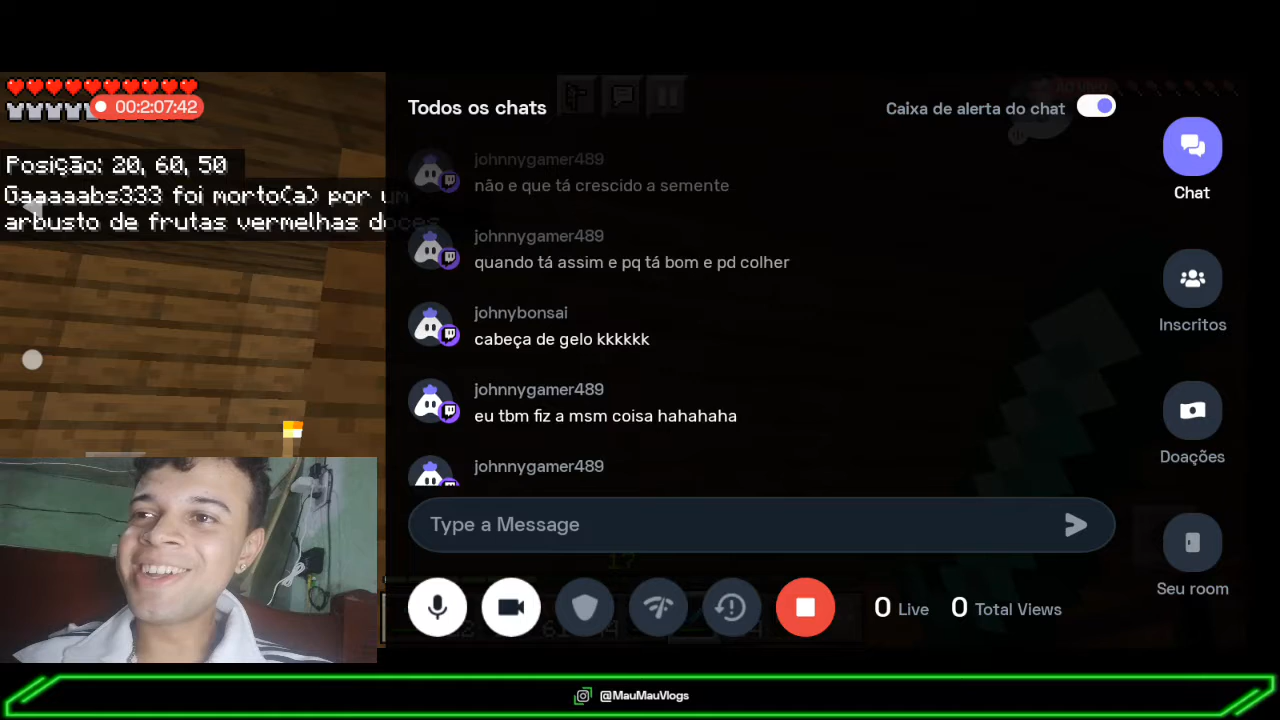 00:2:07:42
Posição: 20, 60, 50
Gaaaaabs333 foi morto(a) por um
arbusto de frutas vermelhas doces
Todos os chats
Caixa de alerta do chat
johnnygamer489
não e que tá crescido a semente
johnnygamer489
quando tá assim e pq tá bom e pd colher
johnybonsai
cabeça de gelo kkkkkk
johnnygamer489
eu tbm fiz a msm coisa hahahaha
johnnygamer489
Type a Message
0 Live
0 Total Views
Chat
Inscritos
Doações
Seu room
17
@MauMauVlogs